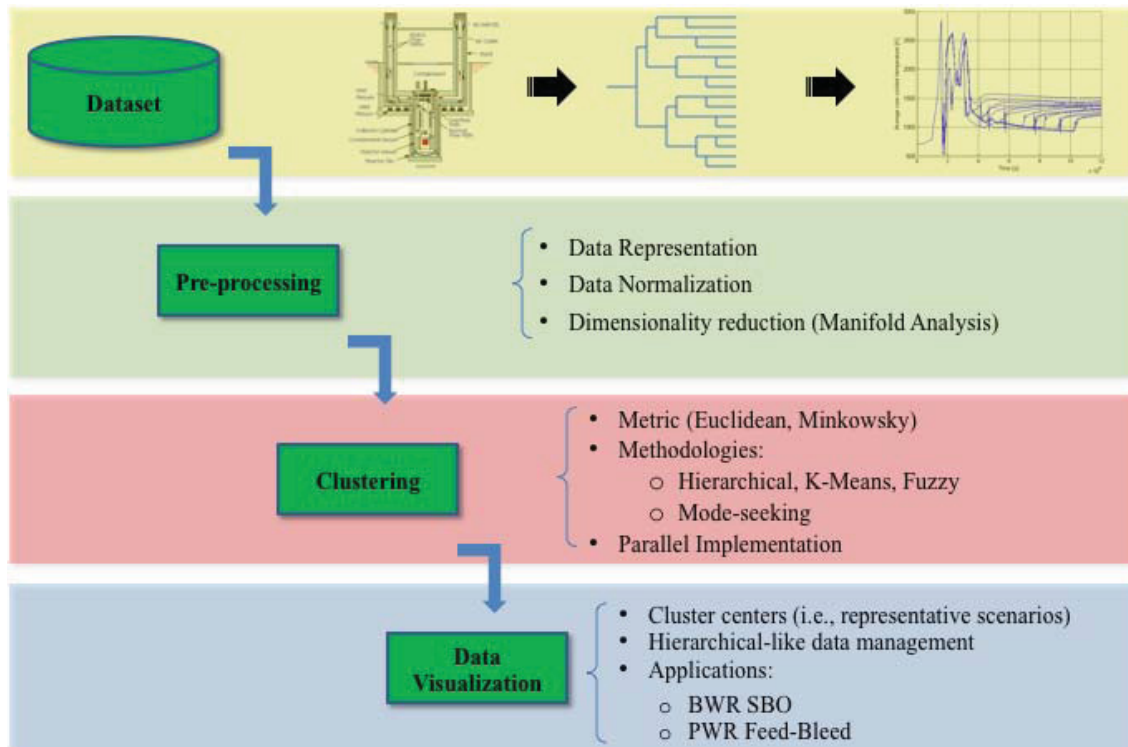 Dataset
Time (s)
Pre-processing
• Data Representation
• Data Normalization
• Dimensionality reduction (Manifold Analysis)
Clustering
• Metric (Euclidean, Minkowsky)
• Methodologies:
o Hierarchical, K-Means, Fuzzy
o Mode-seeking
• Parallel Implementation
Data
Visualization
• Cluster centers (i.e., representative scenarios)
• Hierarchical-like data management
• Applications:
o BWR SBO
o PWR Feed-Bleed